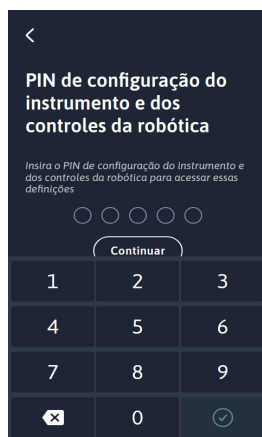 PIN de configuração do
instrumento e dos
controles da robótica
Insira o PIN de configuração do instrumento e
dos controles da robótica para acessar essas
definições
Continuar
1 2 3
4 5 6
7 8 9
0